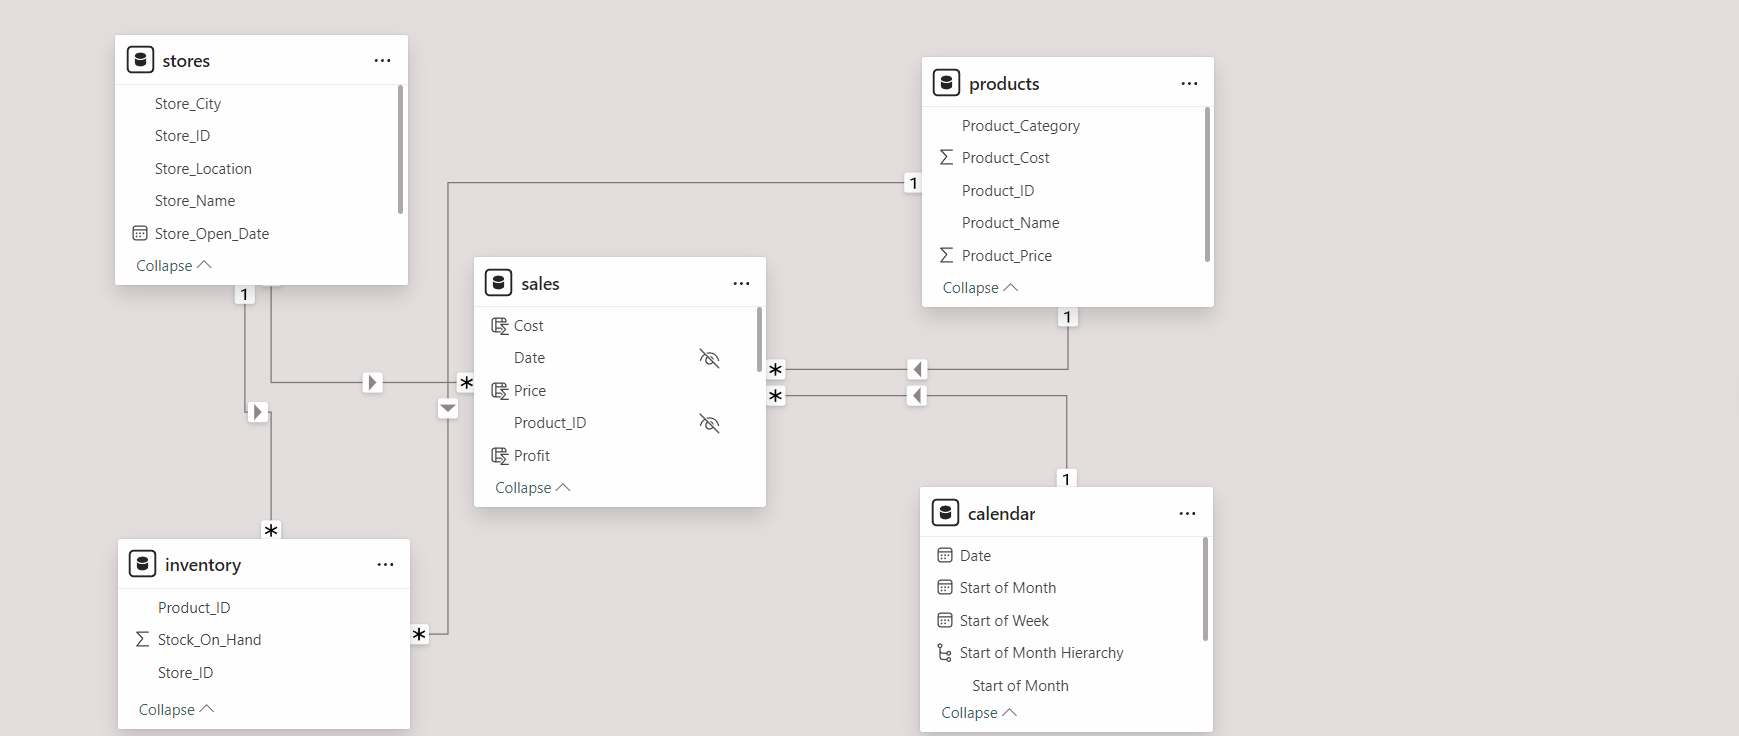 stores
...
Store_City
Store_ID
Store_Location
Store_Name
Store_Open_Date
Collapse
products
...
Product_Category
Product_Cost
Product_ID
Product_Name
Product_Price
Collapse
1
1
1
sales
...
Cost
Date
Price
Product_ID
Profit
Collapse
*
*
*
inventory
...
Product_ID
Stock_On_Hand
Store_ID
Collapse
*
*
1
calendar
...
Date
Start of Month
Start of Week
Start of Month Hierarchy
Start of Month
Collapse